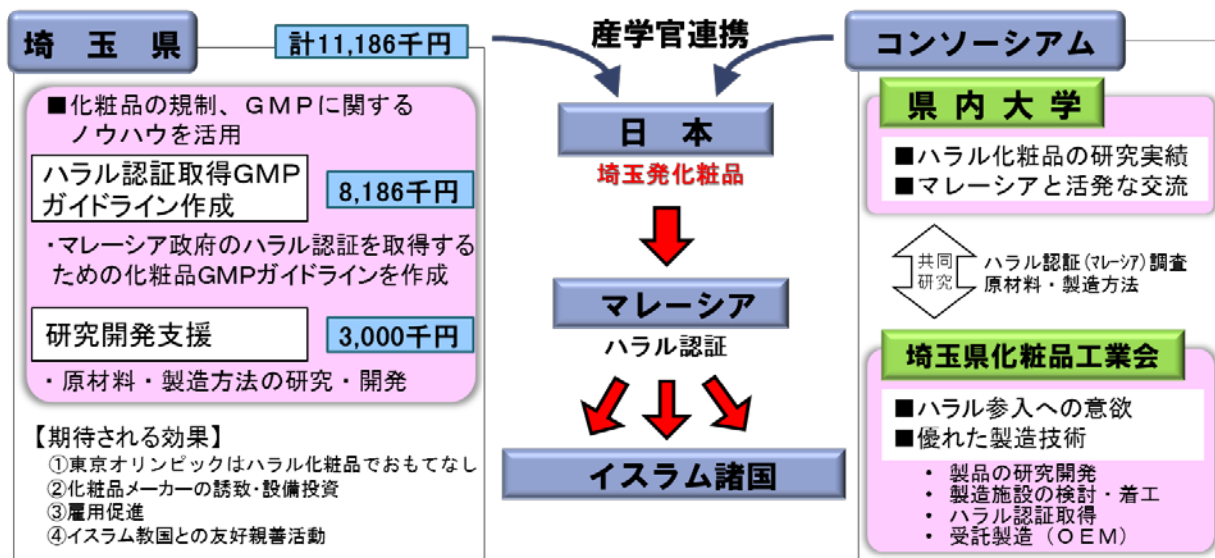 埼玉県
計11,186千円
■化粧品の規制、GMPに関する
ノウハウを活用
ハラル認証取得GMP
ガイドライン作成
8,186千円
・マレーシア政府のハラル認証を取得する
ための化粧品GMPガイドラインを作成
研究開発支援
3,000千円
・原材料・製造方法の研究・開発
【期待される効果】
①東京オリンピックはハラル化粧品でおもてなし
②化粧品メーカーの誘致・設備投資
③雇用促進
④イスラム教国との友好親善活動
産学官連携
日本
埼玉発化粧品
マレーシア
ハラル認証
イスラム諸国
コンソーシアム
県内大学
■ハラル化粧品の研究実績
■マレーシアと活発な交流
共同
研究
ハラル認証(マレーシア)調査
原材料・製造方法
埼玉県化粧品工業会
■ハラル参入への意欲
■優れた製造技術
・製品の研究開発
・製造施設の検討・着工
・ハラル認証取得
・受託製造（OEM）